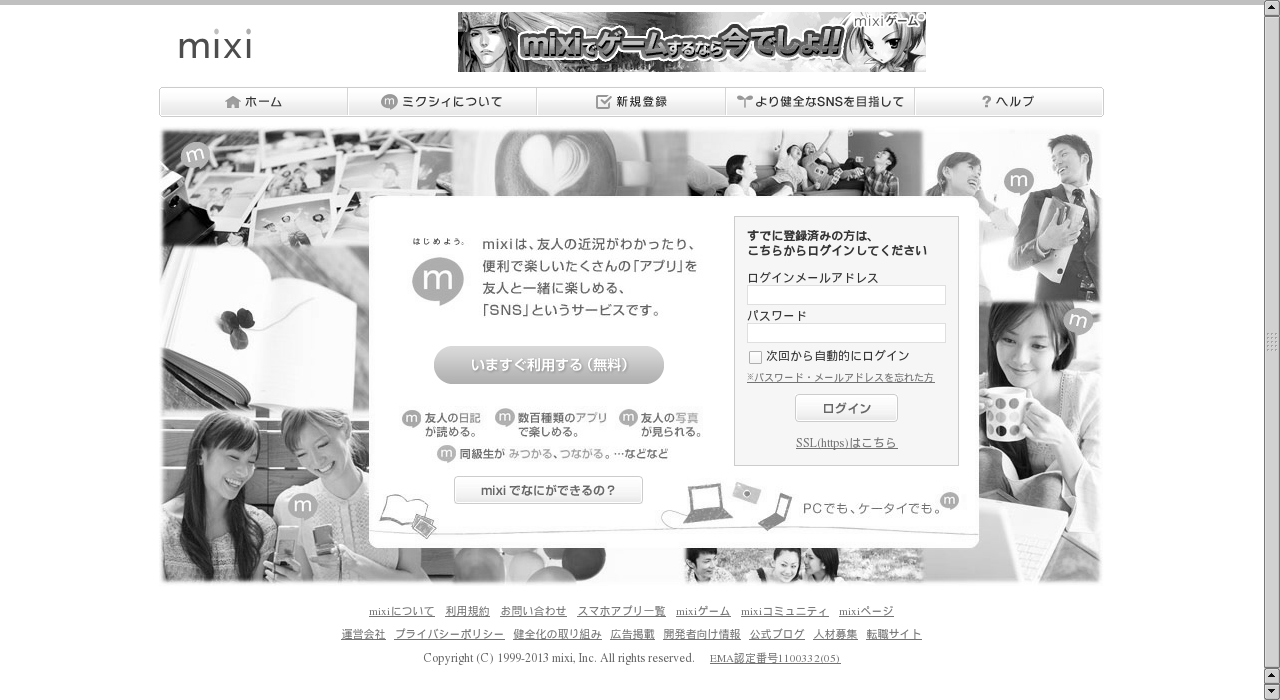 mixi
mixiゲーム
mixiでゲームするなら今でしょ!!
ホーム
ミクシィについて
新規登録
より健全なSNSを目指して
ヘルプ
はじめよう。
m
mixiは、友人の近況がわかったり、
便利で楽しいたくさんの「アプリ」を
友人と一緒に楽しめる、
「SNS」というサービスです。
いますぐ利用する（無料）
友人の日記
が読める。
数百種類のアプリ
で楽しめる。
友人の写真
が見られる。
同級生が みつかる、つながる。…などなど
mixi でなにができるの？
PCでも、ケータイでも。
すでに登録済みの方は、
こちらからログインしてください
ログインメールアドレス
パスワード
次回から自動的にログイン
※パスワード・メールアドレスを忘れた方
ログイン
SSL(https)はこちら
mixiについて 利用規約 お問い合わせ スマホアプリ一覧 mixiゲーム mixiコミュニティ mixiページ
運営会社 プライバシーポリシー 健全化の取り組み 広告掲載 開発者向け情報 公式ブログ 人材募集 転職サイト
Copyright (C) 1999-2013 mixi, Inc. All rights reserved. EMA認定番号1100332(05)